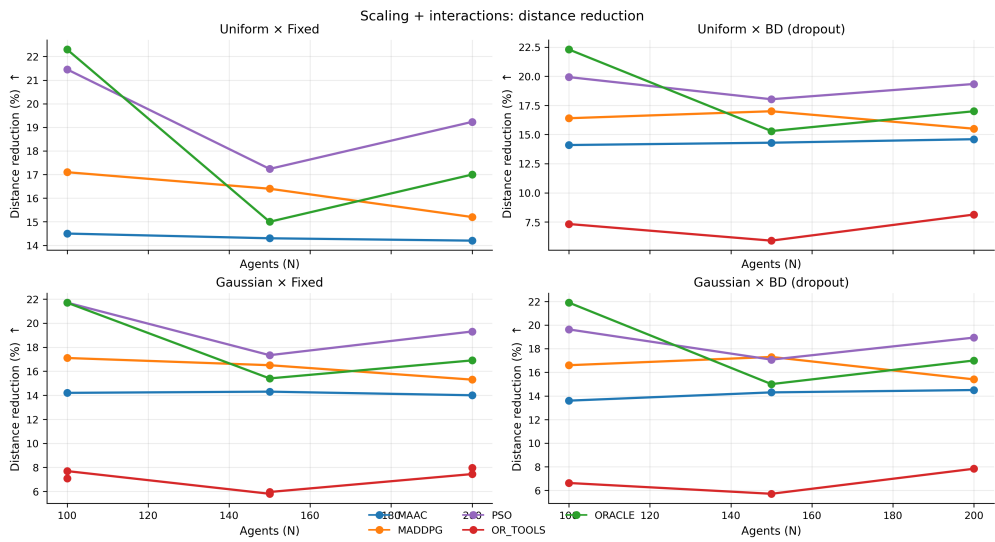 Scaling + interactions: distance reduction
Uniform × Fixed
Uniform × BD (dropout)
Distance reduction (%) ↑
22
21
20
19
18
17
16
15
14
Agents (N)
Distance reduction (%) ↑
22.5
20.0
17.5
15.0
12.5
10.0
7.5
Agents (N)
Gaussian × Fixed
Gaussian × BD (dropout)
Distance reduction (%) ↑
22
20
18
16
14
12
10
8
6
100 120 140 160 180 200
Agents (N)
Distance reduction (%) ↑
22
20
18
16
14
12
10
8
6
100 120 140 160 180 200
Agents (N)
MAAC PSO ORACLE
MADDPG OR_TOOLS